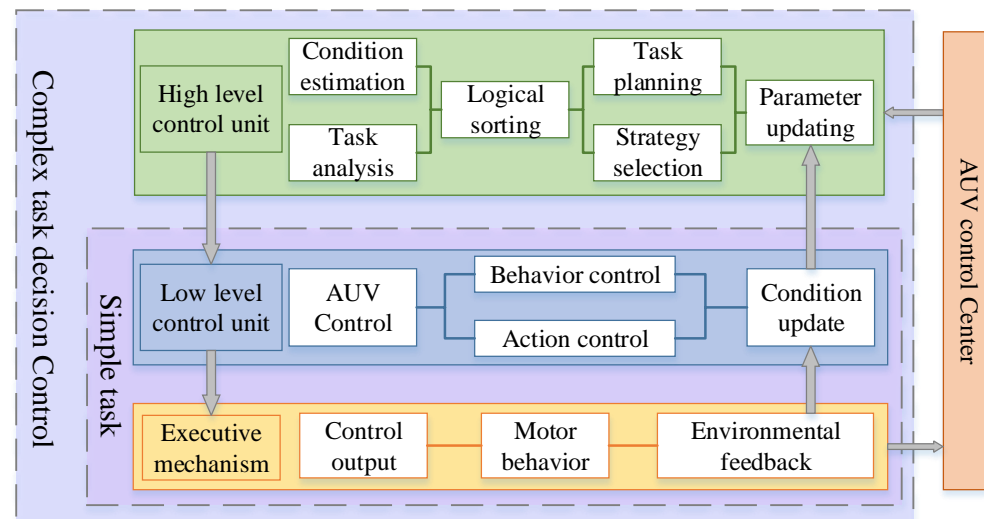 Complex task decision Control
High level
control unit
Condition
estimation
Task
analysis
Logical
sorting
Task
planning
Strategy
selection
Parameter
updating
Simple task
Low level
control unit
AUV
Control
Behavior control
Action control
Condition
update
Executive
mechanism
Control
output
Motor
behavior
Environmental
feedback
AUV control Center